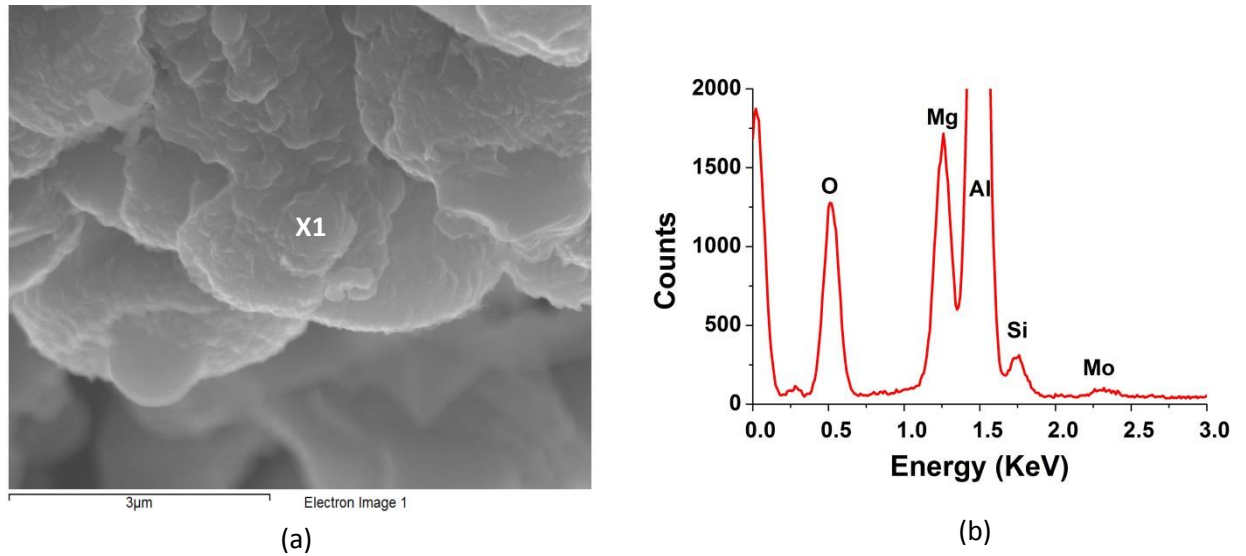 X1
3μm
Electron Image 1
(a)
2000
1500
1000
500
0
Counts
O
Mg
Al
Si
Mo
0.0 0.5 1.0 1.5 2.0 2.5 3.0
Energy (KeV)
(b)